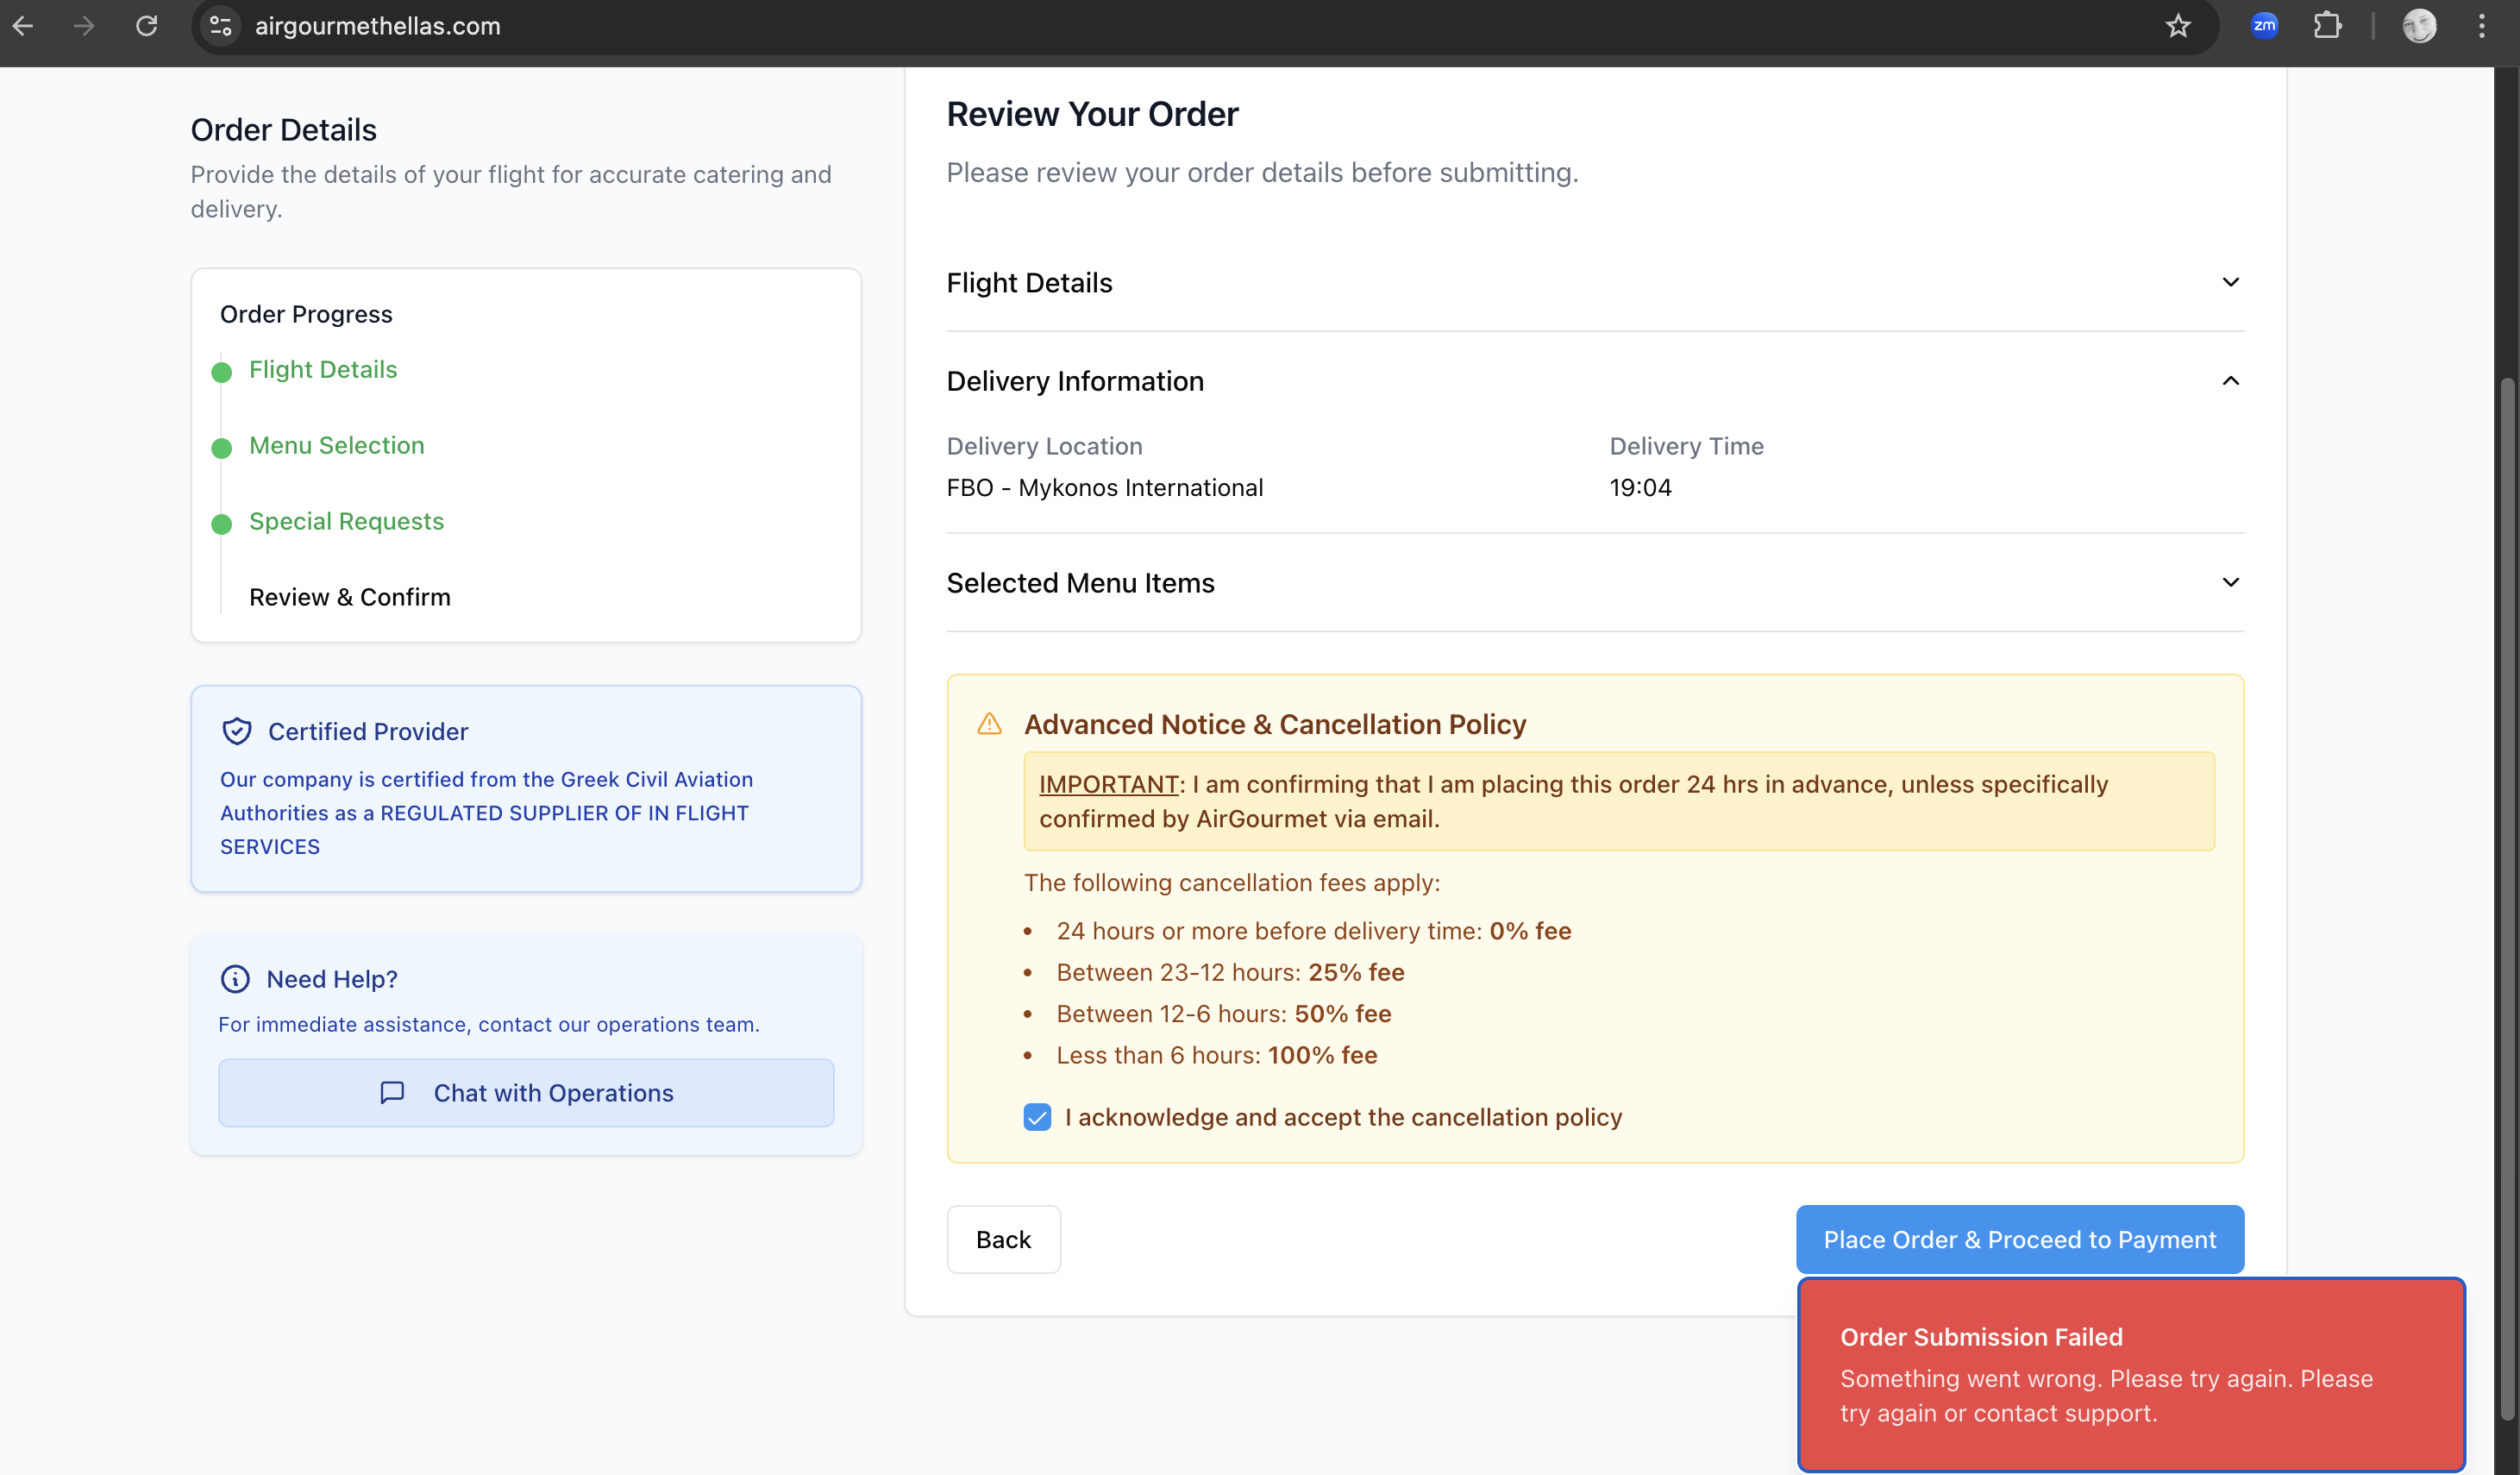 airgourmethellas.com
zm
Order Details
Provide the details of your flight for accurate catering and
delivery.
Order Progress
Flight Details
Menu Selection
Special Requests
Review & Confirm
Certified Provider
Our company is certified from the Greek Civil Aviation
Authorities as a REGULATED SUPPLIER OF IN FLIGHT
SERVICES
Need Help?
For immediate assistance, contact our operations team.
Chat with Operations
Review Your Order
Please review your order details before submitting.
Flight Details
Delivery Information
Delivery Location
Delivery Time
FBO - Mykonos International
19:04
Selected Menu Items
Advanced Notice & Cancellation Policy
IMPORTANT: I am confirming that I am placing this order 24 hrs in advance, unless specifically
confirmed by AirGourmet via email.
The following cancellation fees apply:
• 24 hours or more before delivery time: 0% fee
• Between 23-12 hours: 25% fee
• Between 12-6 hours: 50% fee
• Less than 6 hours: 100% fee
I acknowledge and accept the cancellation policy
Back
Place Order & Proceed to Payment
Order Submission Failed
Something went wrong. Please try again. Please
try again or contact support.